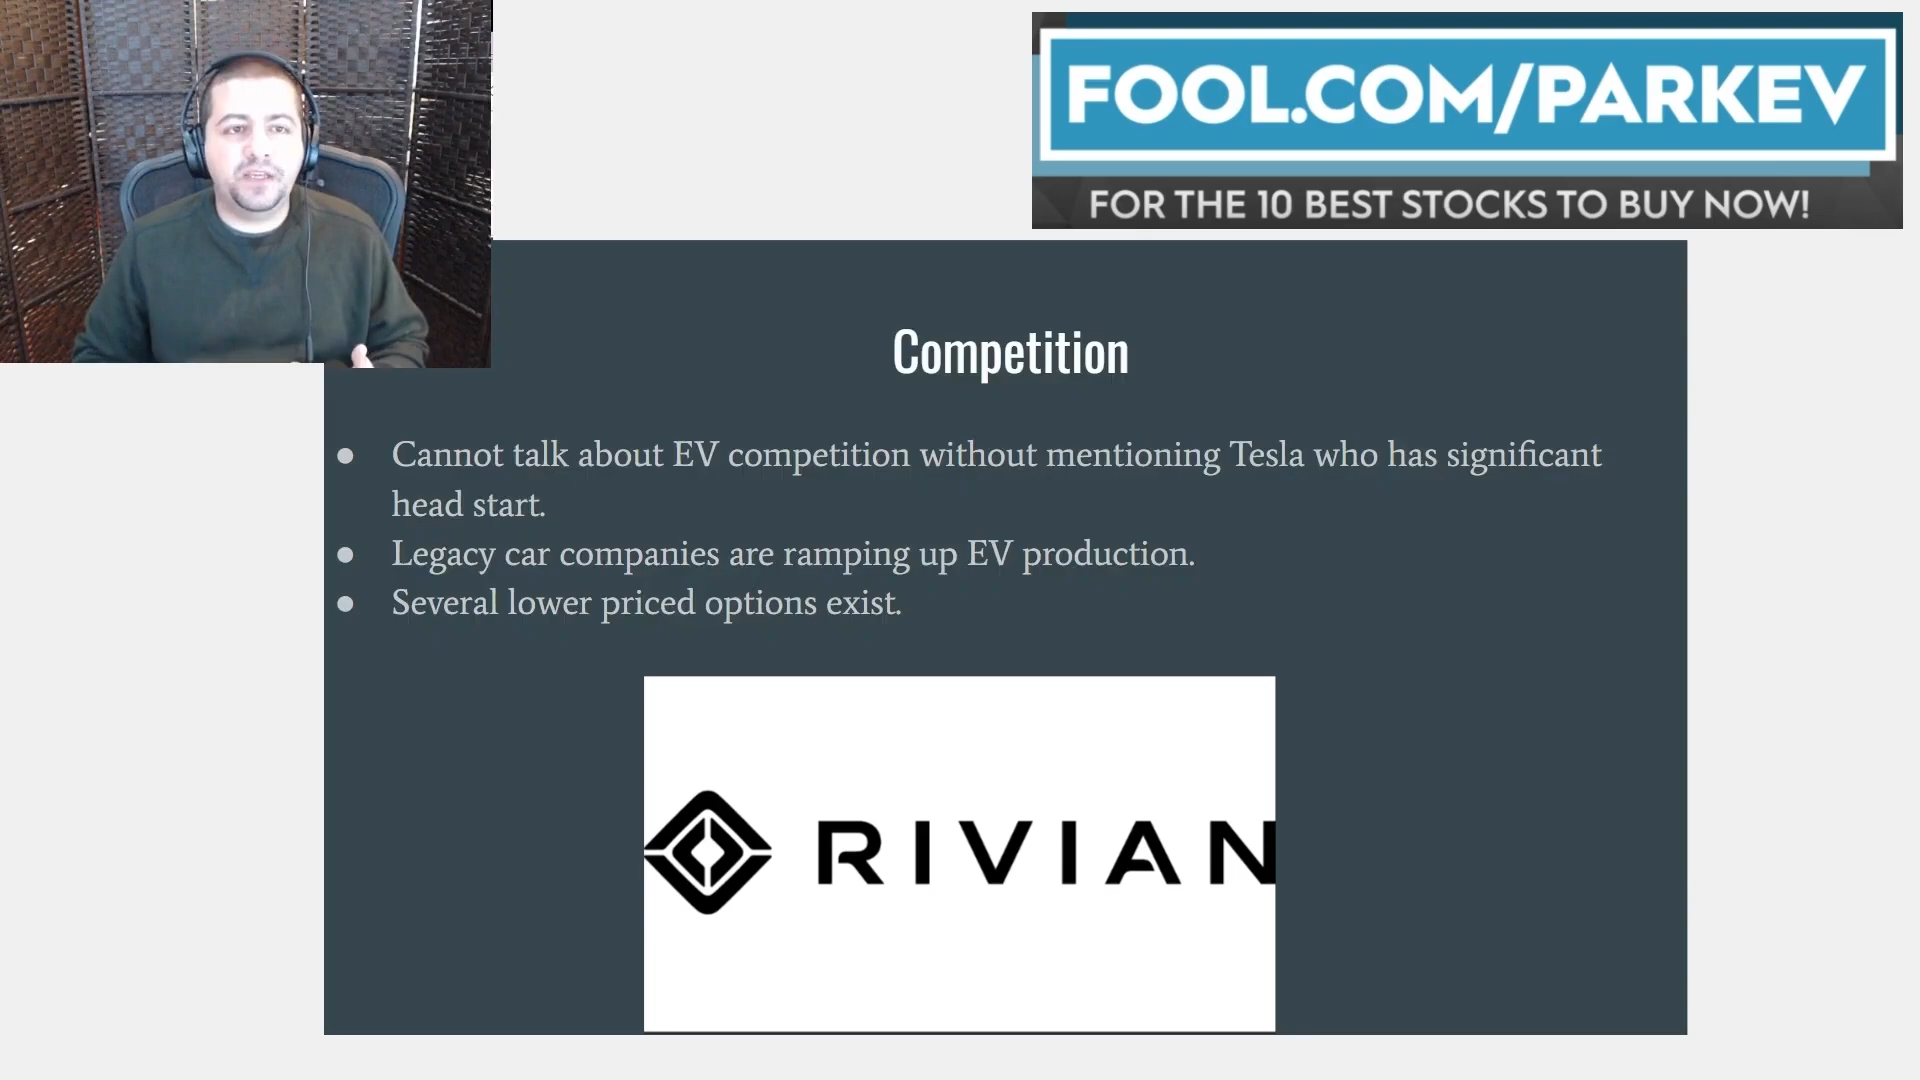 FOOL.COM/PARKEV
FOR THE 10 BEST STOCKS TO BUY NOW!
Competition
● Cannot talk about EV competition without mentioning Tesla who has significant
head start.
● Legacy car companies are ramping up EV production.
● Several lower priced options exist.
RIVIAN